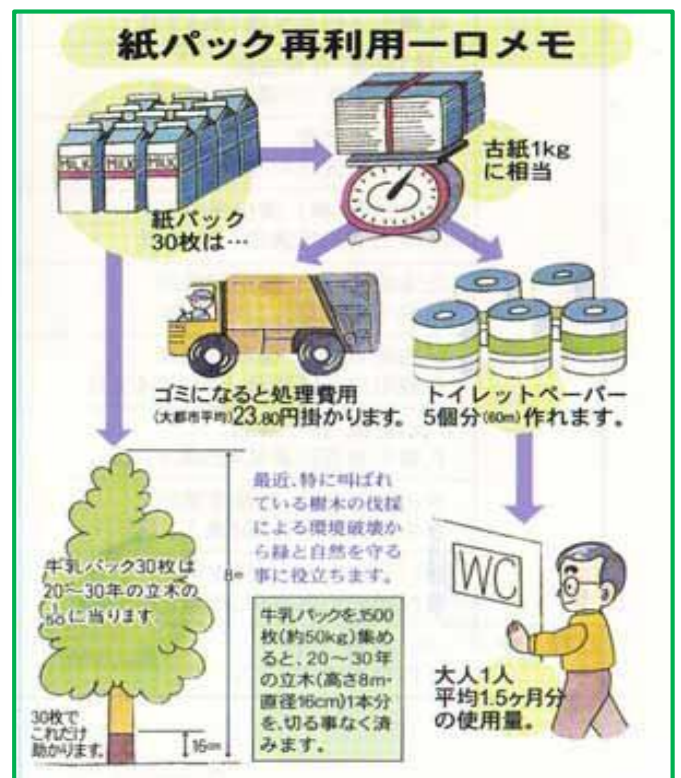 紙パック再利用一口メモ
MILK MILK MILK
紙パック
30枚は…
古紙1kg
に相当
ゴミになると処理費用
(大都市平均)23.80円掛かります。
トイレットペーパー
5個分(60m)作れます。
最近、特に叫ばれ
ている樹木の伐採
による環境破壊か
ら緑と自然を守る
事に役立ちます。
牛乳パック30枚は
20〜30年の立木の
1/50に当ります。
8m
牛乳パックを、1500
枚(約50kg)集め
ると、20〜30年
の立木(高さ8m・
直径16cm)1本分
を、切る事なく済
みます。
30枚で
これだけ
助かります。
16cm
WC
大人1人
平均1.5ヶ月分
の使用量。